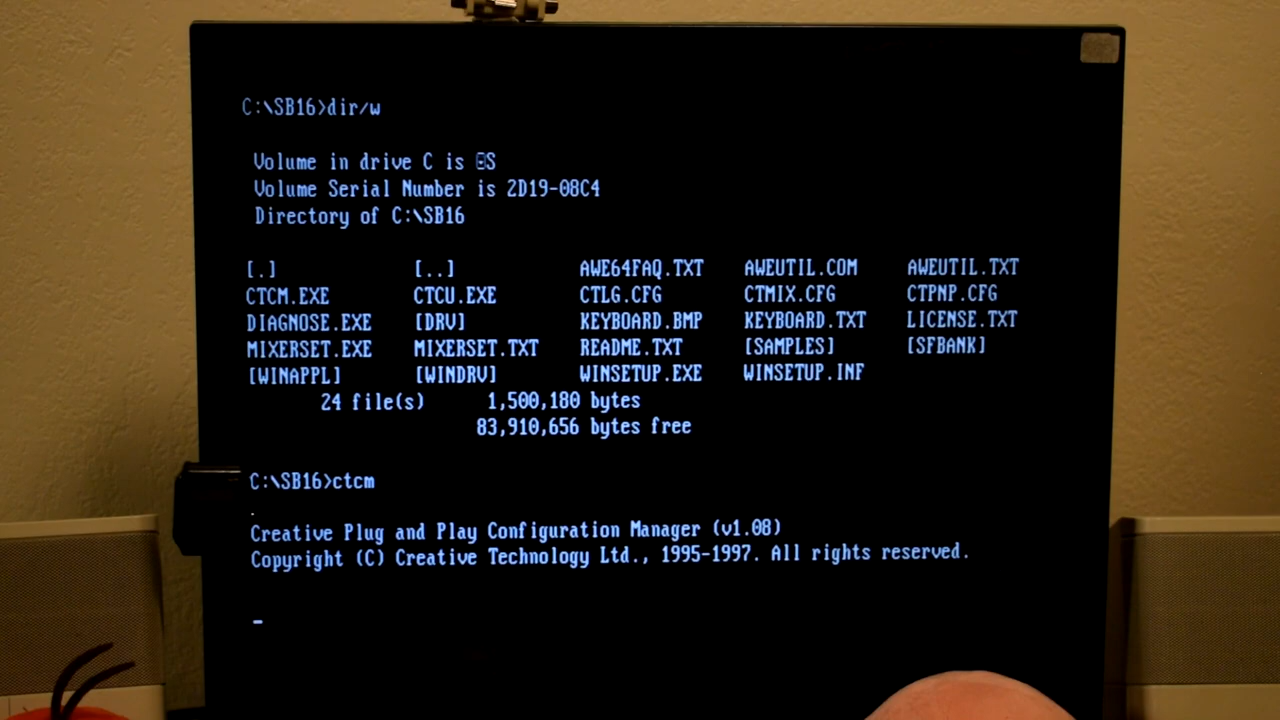 C:\SB16>dir/w
Volume in drive C is S
Volume Serial Number is 2D19-08C4
Directory of C:\SB16
[.] [..] AWE64FAQ.TXT AWEUTIL.COM AWEUTIL.TXT
CTCM.EXE CTCU.EXE CTLG.CFG CTMIX.CFG CTPNP.CFG
DIAGNOSE.EXE [DRV] KEYBOARD.BMP KEYBOARD.TXT LICENSE.TXT
MIXERSET.EXE MIXERSET.TXT README.TXT [SAMPLES] [SFBANK]
[WINAPPL] [WINDRV] WINSETUP.EXE WINSETUP.INF
24 file(s) 1,500,180 bytes
83,910,656 bytes free
C:\SB16>ctcm
.
Creative Plug and Play Configuration Manager (v1.08)
Copyright (C) Creative Technology Ltd., 1995-1997. All rights reserved.
_